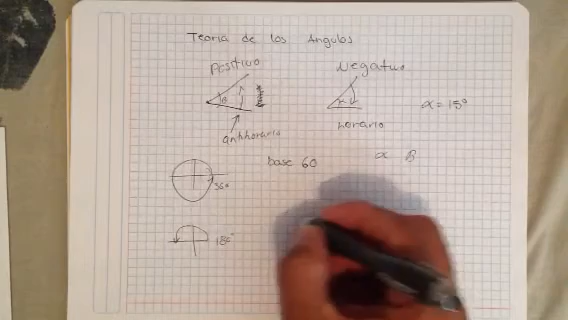 Teoria de los Angulos
Positivo
Negativo
B
α
α = 15°
antihorario
horario
base 60
α B
360
180°